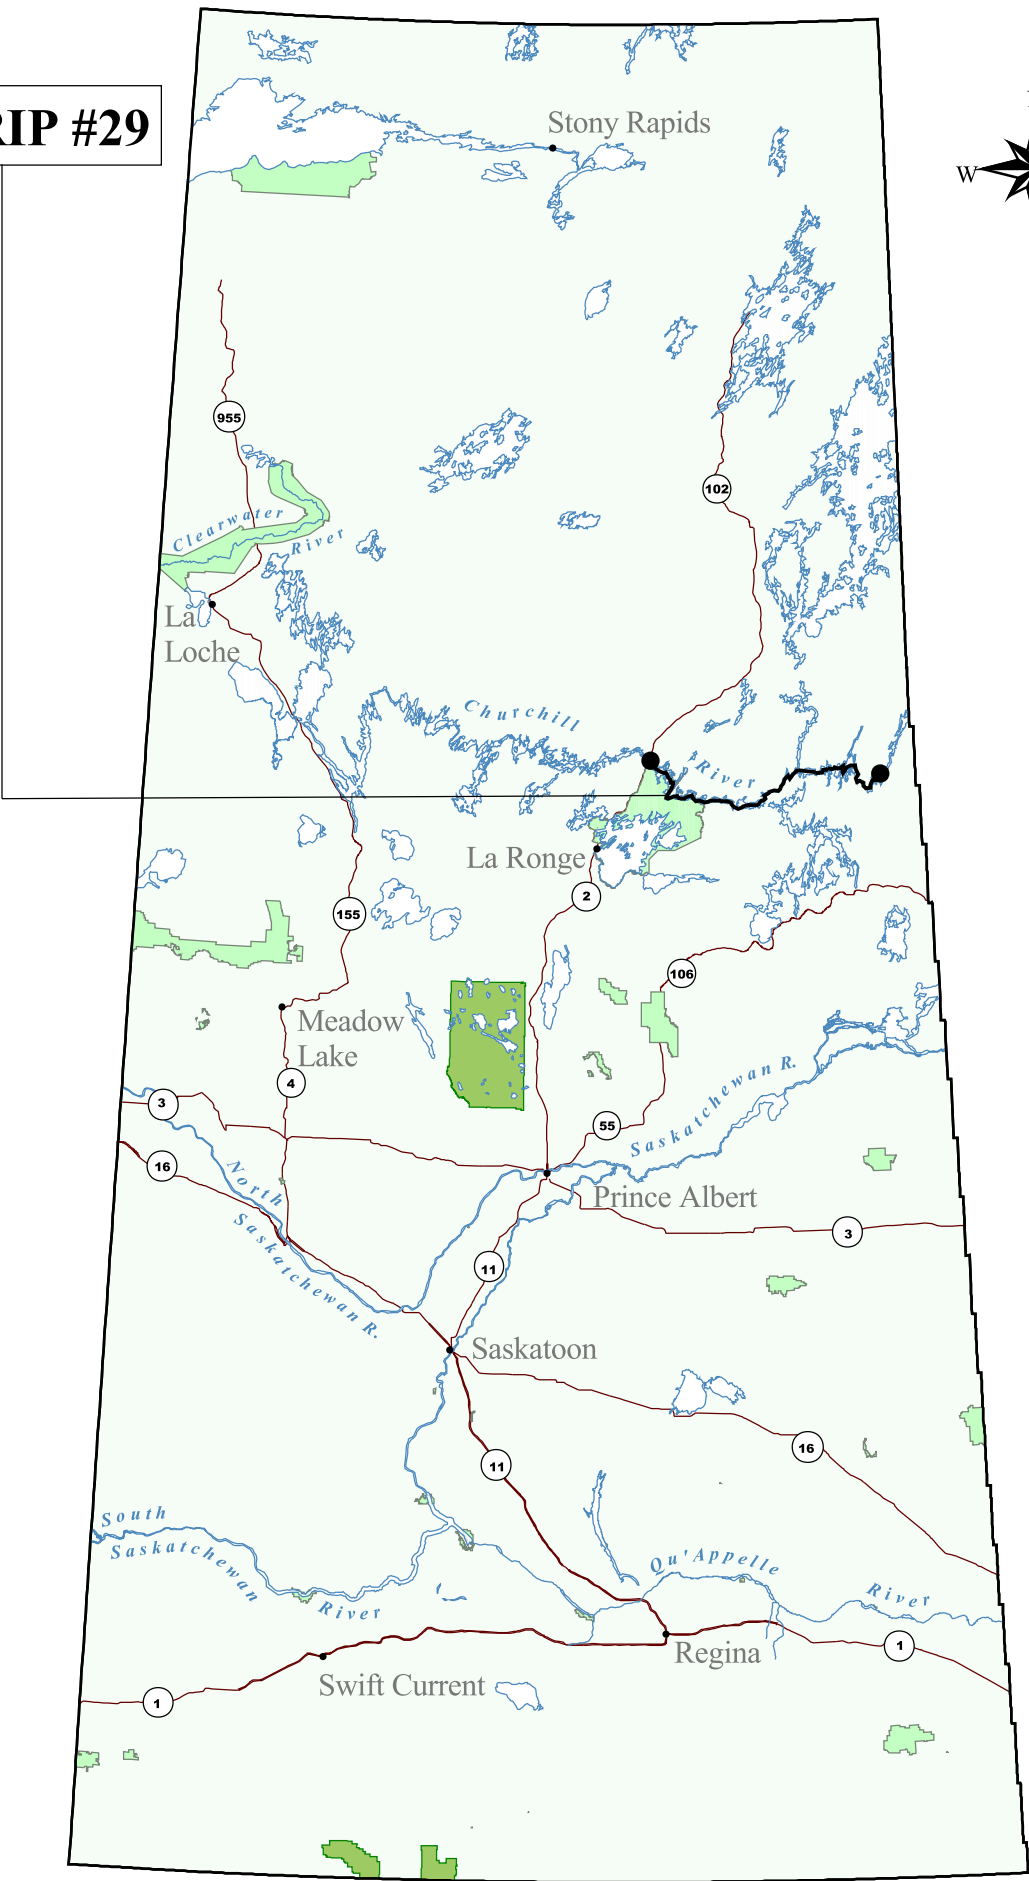 RIP #29
Stony Rapids
W
955
102
Clearwater
River
La
Loche
Churchill
River
La Ronge
2
155
106
Meadow
Lake
4
3
55
Saskatchewan R.
16
North
Saskatchewan R.
Prince Albert
3
11
Saskatoon
16
11
South
Saskatchewan
River
Qu'Appelle
River
Regina
1
Swift Current
1